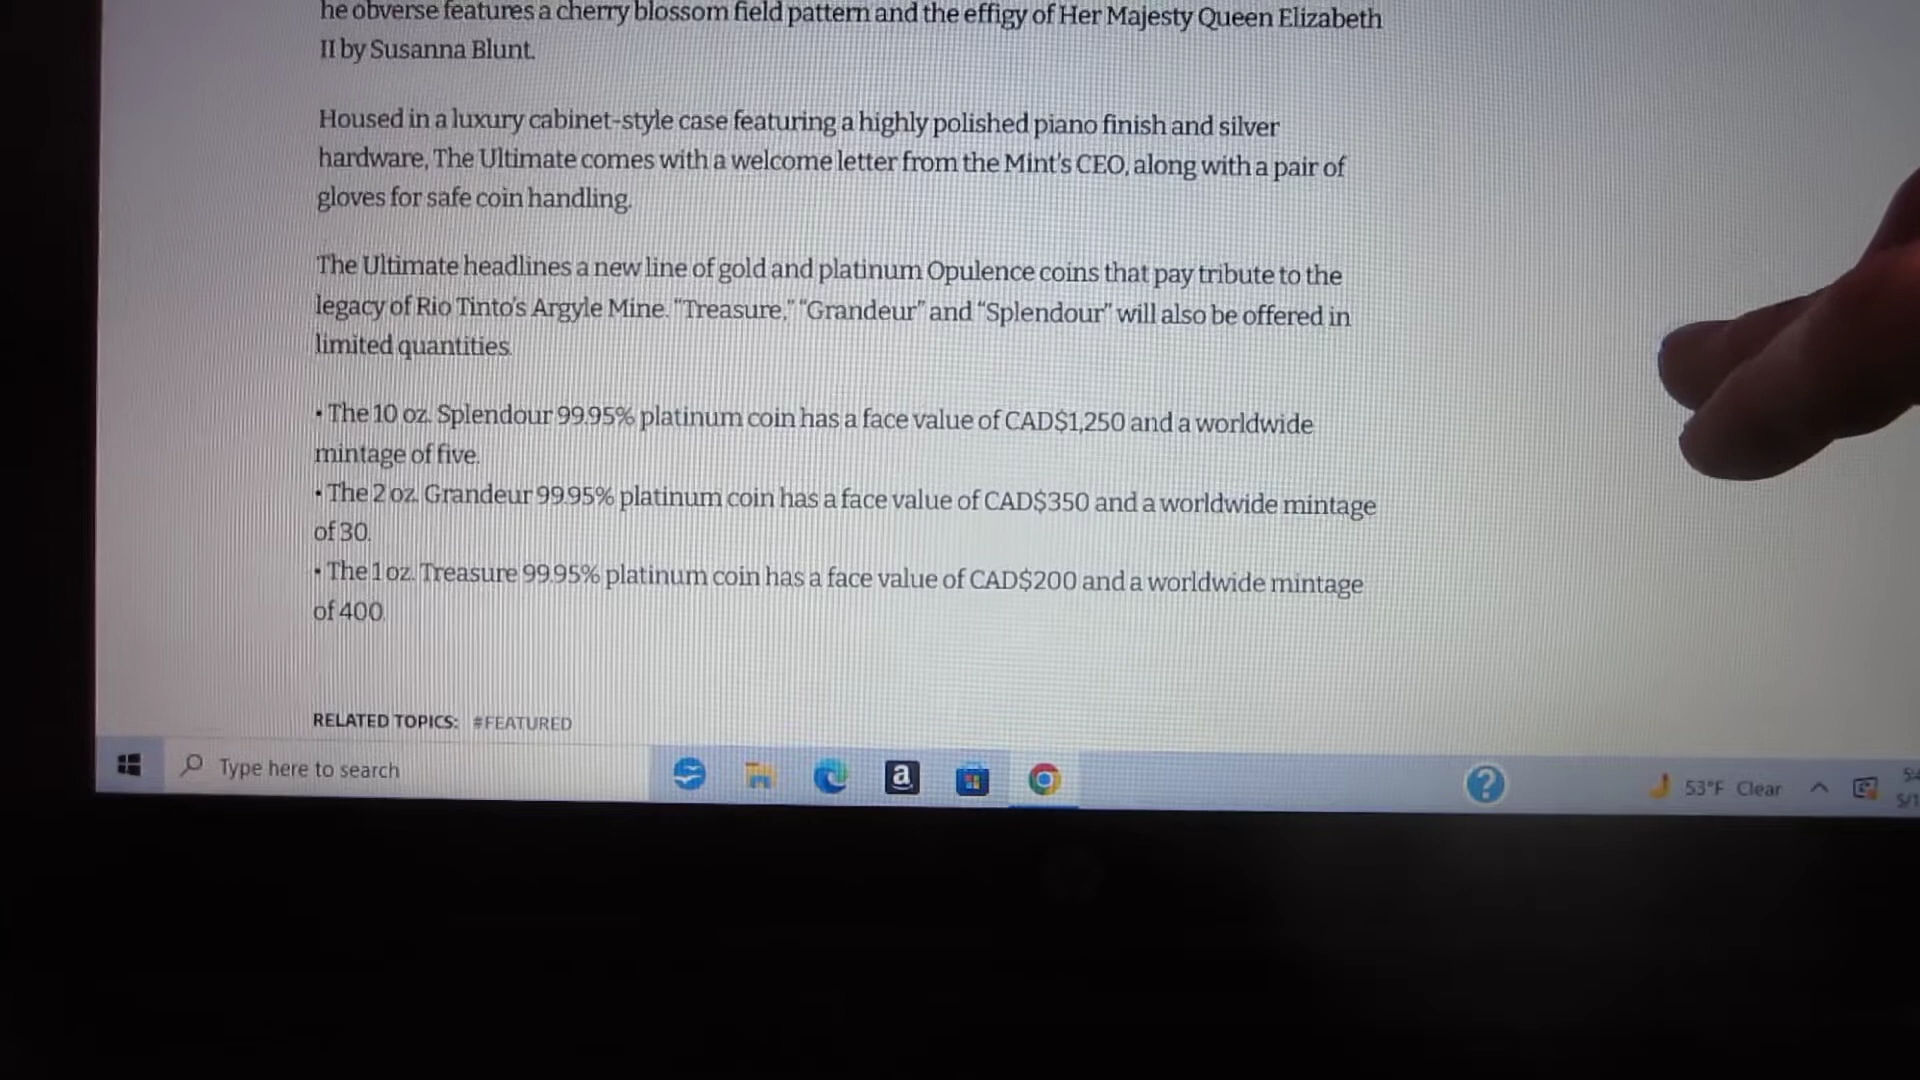 he obverse features a cherry blossom field pattern and the effigy of Her Majesty Queen Elizabeth
II by Susanna Blunt.
Housed in a luxury cabinet-style case featuring a highly polished piano finish and silver
hardware, The Ultimate comes with a welcome letter from the Mint's CEO, along with a pair of
gloves for safe coin handling.
The Ultimate headlines a new line of gold and platinum Opulence coins that pay tribute to the
legacy of Rio Tinto's Argyle Mine. “Treasure,” “Grandeur” and “Splendour” will also be offered in
limited quantities.
• The 10 oz. Splendour 99.95% platinum coin has a face value of CAD$1,250 and a worldwide
mintage of five.
• The 2 oz. Grandeur 99.95% platinum coin has a face value of CAD$350 and a worldwide mintage
of 30.
• The 1 oz. Treasure 99.95% platinum coin has a face value of CAD$200 and a worldwide mintage
of 400.
RELATED TOPICS: #FEATURED
Type here to search
a
?
53°F Clear